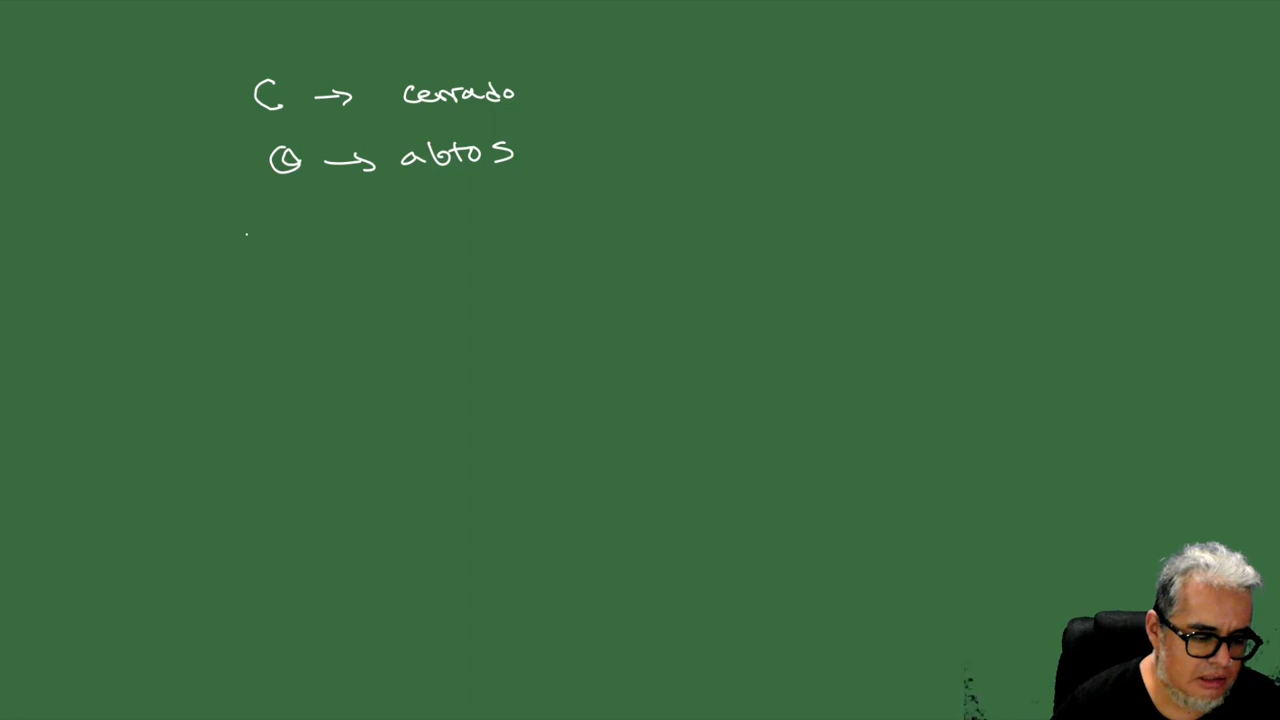 C → cerrado
@ → abtos